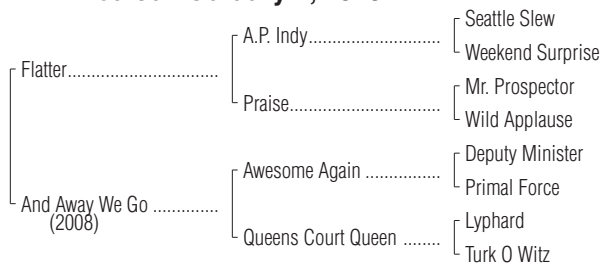 Seattle Slew
A.P. Indy
Weekend Surprise
Flatter
Mr. Prospector
Praise
Wild Applause
Deputy Minister
Awesome Again
Primal Force
And Away We Go
(2008)
Lyphard
Queens Court Queen
Turk O Witz